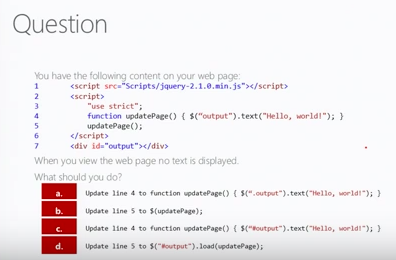 Question
You have the following content on your web page:
1 <script src="Scripts/jquery-2.1.0.min.js"></script>
2 <script>
3 "use strict";
4 function updatePage() { $("output").text("Hello, world!"); }
5 updatePage();
6 </script>
7 <div id="output"></div>
When you view the web page no text is displayed.
What should you do?
a. Update line 4 to function updatePage() { $(".output").text("Hello, world!"); }
b. Update line 5 to $(updatePage);
c. Update line 4 to function updatePage() { $("#output").text("Hello, world!"); }
d. Update line 5 to $("#output").load(updatePage);